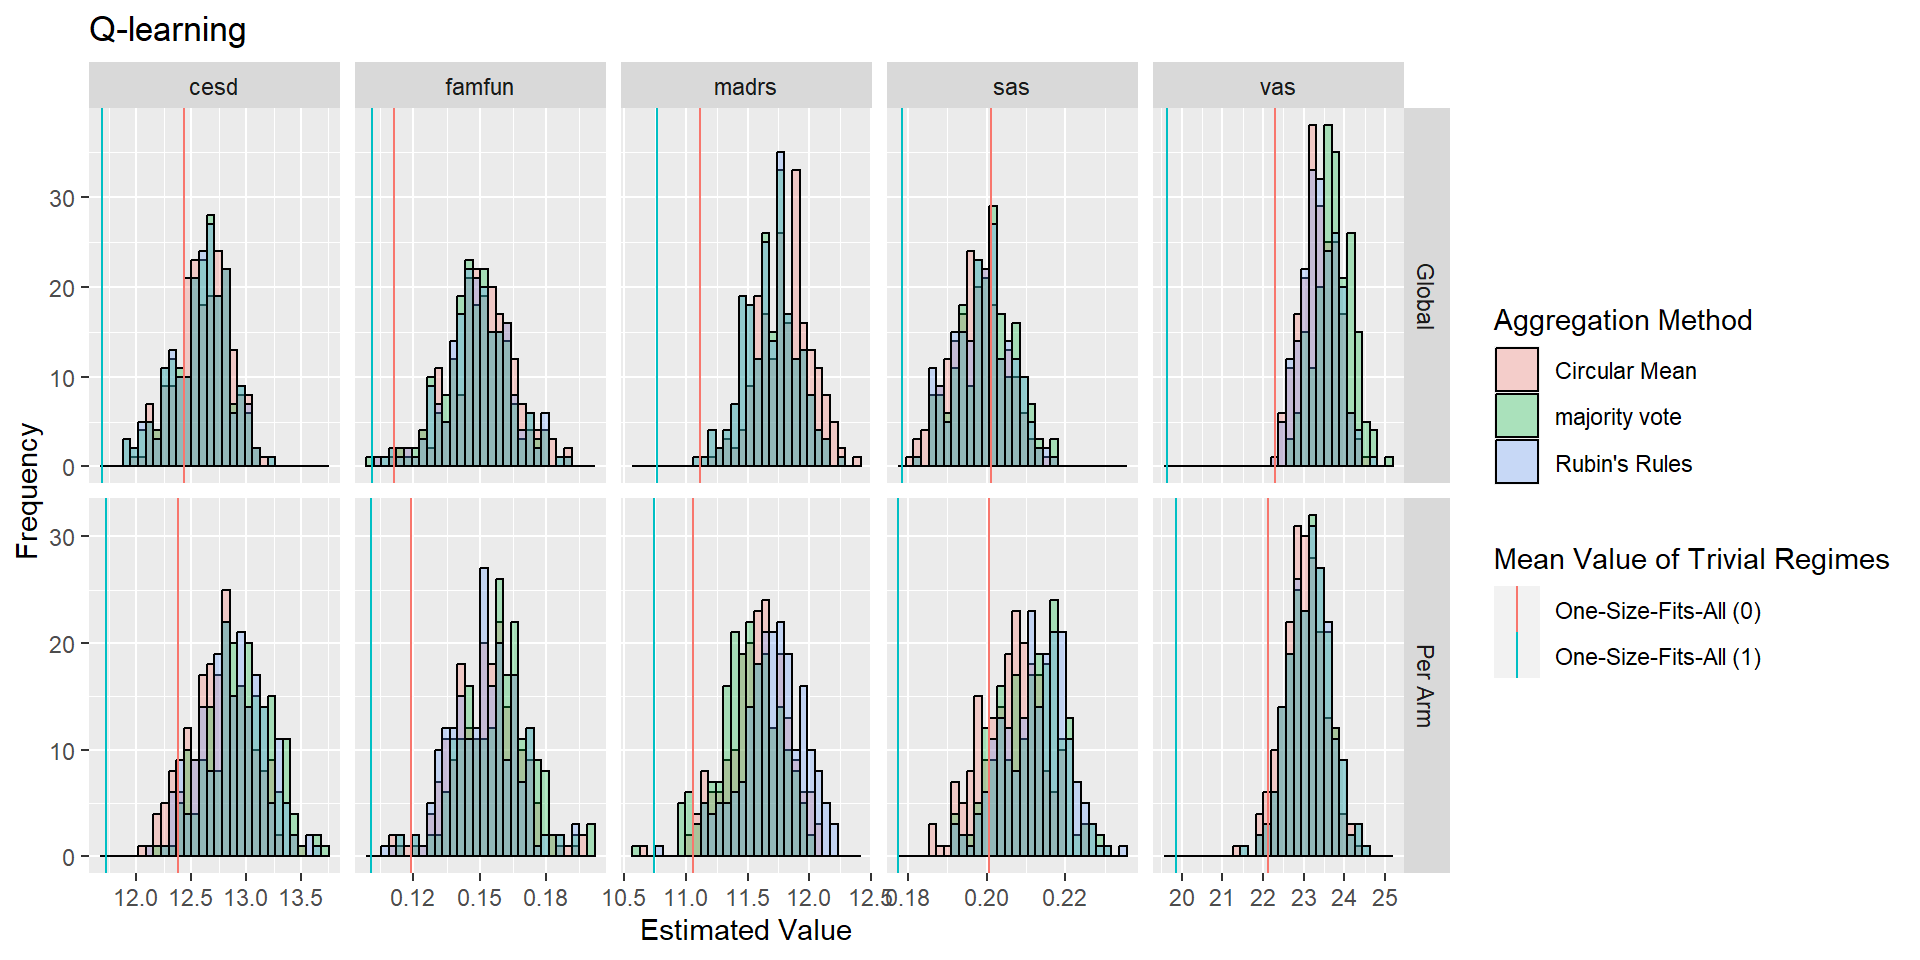 Q-learning
cesd famfun madrs sas vas
30
20
10
0
Global
30
20
10
0
Per Arm
Frequency
12.0 12.5 13.0 13.5 0.12 0.15 0.18 10.5 11.0 11.5 12.0 12.5 0.18 0.20 0.22 20 21 22 23 24 25
Estimated Value
Aggregation Method
Circular Mean
majority vote
Rubin's Rules
Mean Value of Trivial Regimes
One-Size-Fits-All (0)
One-Size-Fits-All (1)